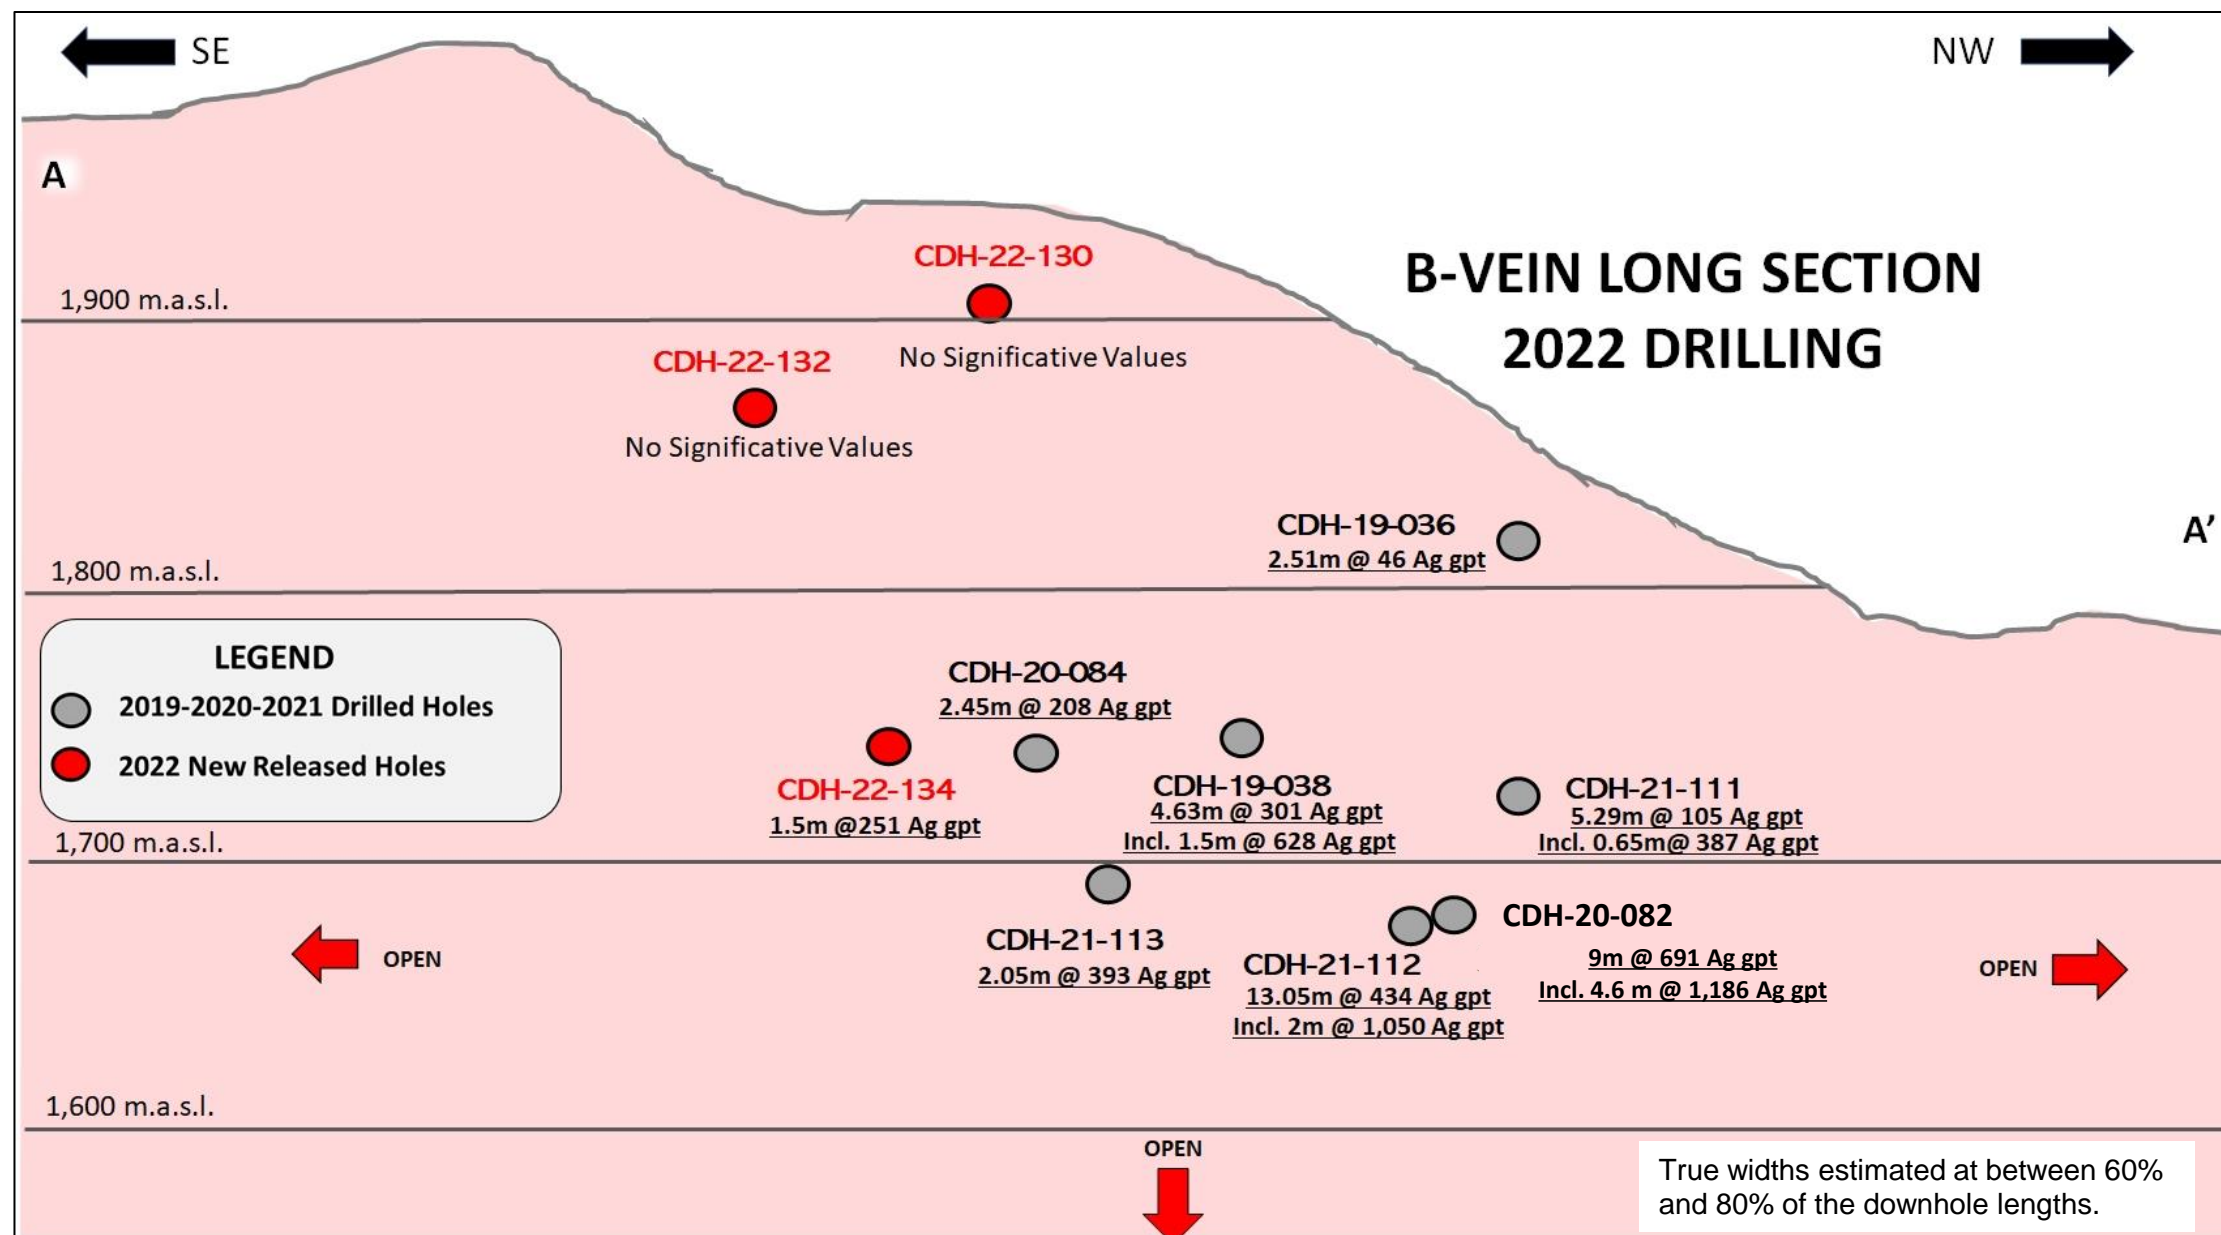 SE
NW
A
CDH-22-130
B-VEIN LONG SECTION
2022 DRILLING
1,900 m.a.s.l.
No Significative Values
CDH-22-132
No Significative Values
CDH-19-036
2.51m @ 46 Ag gpt
A’
1,800 m.a.s.l.
LEGEND
2019-2020-2021 Drilled Holes
2022 New Released Holes
CDH-20-084
2.45m @ 208 Ag gpt
CDH-22-134
1.5m @251 Ag gpt
CDH-19-038
4.63m @ 301 Ag gpt
Incl. 1.5m @ 628 Ag gpt
CDH-21-111
5.29m @ 105 Ag gpt
Incl. 0.65m@ 387 Ag gpt
1,700 m.a.s.l.
OPEN
CDH-21-113
2.05m @ 393 Ag gpt
CDH-21-112
13.05m @ 434 Ag gpt
Incl. 2m @ 1,050 Ag gpt
CDH-20-082
9m @ 691 Ag gpt
Incl. 4.6 m @ 1,186 Ag gpt
OPEN
1,600 m.a.s.l.
OPEN
True widths estimated at between 60%
and 80% of the downhole lengths.